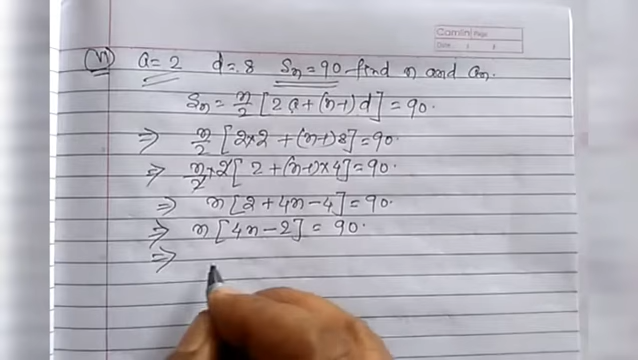 Camlin Page
Date
(vi) a = 2 d = 8 Sn = 90 find n and an.
Sn = n/2 [2a + (n-1)d] = 90.
⇒ n/2 [2×2 + (n-1)8] = 90.
⇒ n/2 × 2 [2 + (n-1)×4] = 90.
⇒ n[2 + 4n - 4] = 90.
⇒ n[4n - 2] = 90.
⇒